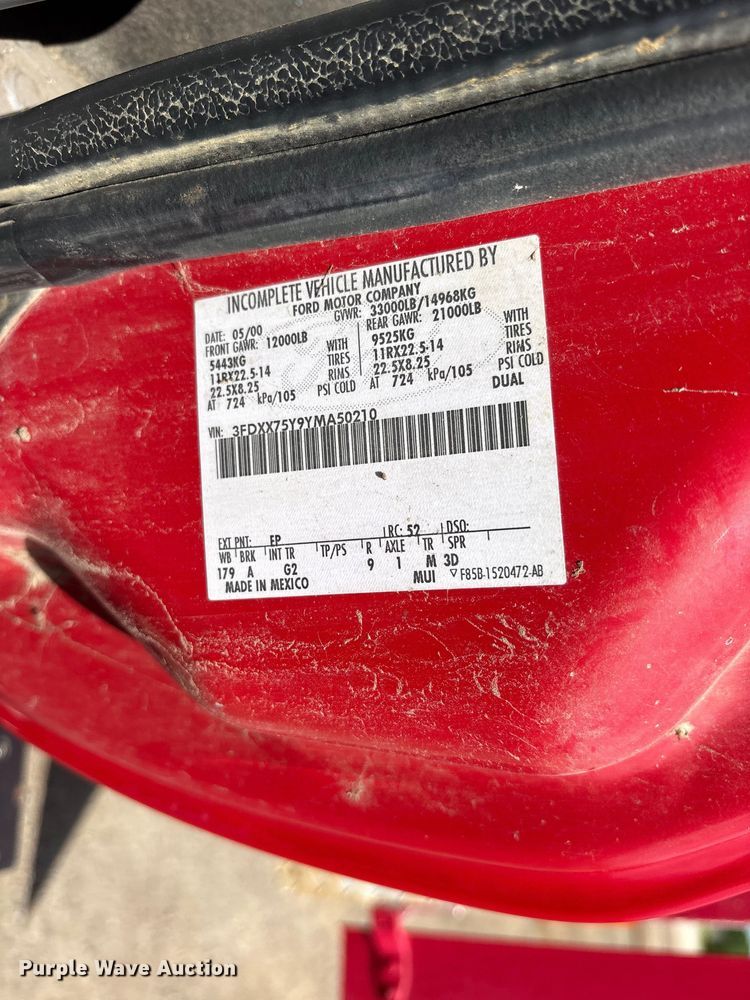 INCOMPLETE VEHICLE MANUFACTURED BY
FORD MOTOR COMPANY
DATE: 05/00 GVWR: 33000LB/14968KG
FRONT GAWR: 12000LB REAR GAWR: 21000LB
5443KG WITH 9525KG WITH
11RX22.5-14 TIRES 11RX22.5-14 TIRES
22.5X8.25 RIMS 22.5X8.25 RIMS
AT 724 kPa/105 PSI COLD AT 724 kPa/105 PSI COLD
DUAL
VIN: 3FDXX75Y9YMA50210
EXT PNT: EP RC: 52 DSO:
WB BRK INT TR TP/PS R AXLE TR SPR
179 A G2 9 1 M 3D
MADE IN MEXICO MUI F85B-1520472-AB
Purple Wave Auction